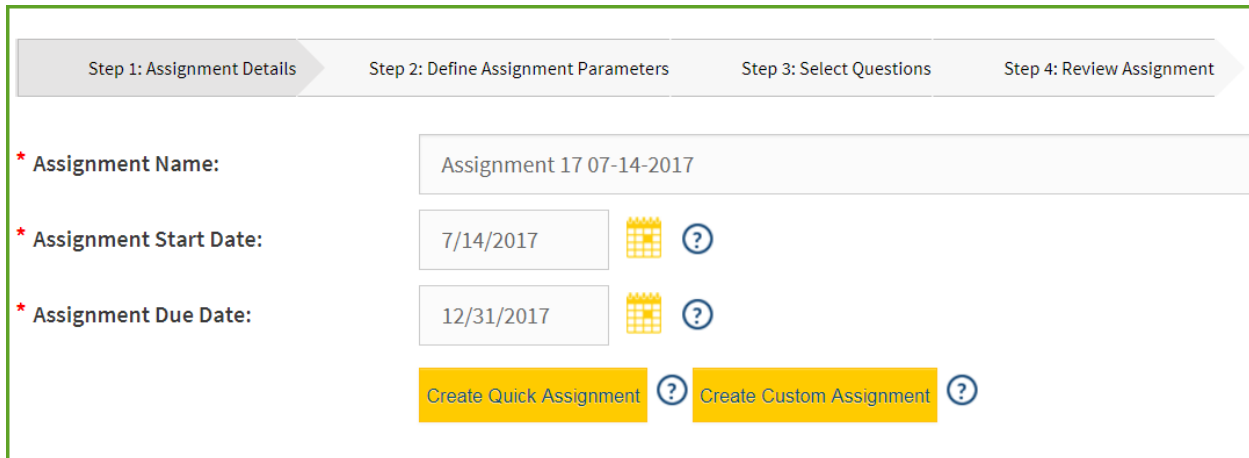 Step 1: Assignment Details Step 2: Define Assignment Parameters Step 3: Select Questions Step 4: Review Assignment
* Assignment Name: Assignment 17 07-14-2017
* Assignment Start Date: 7/14/2017 ?
* Assignment Due Date: 12/31/2017 ?
Create Quick Assignment ? Create Custom Assignment ?